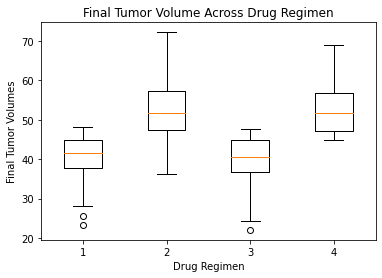 Final Tumor Volume Across Drug Regimen
Final Tumor Volumes
70
60
50
40
30
20
1 2 3 4
Drug Regimen